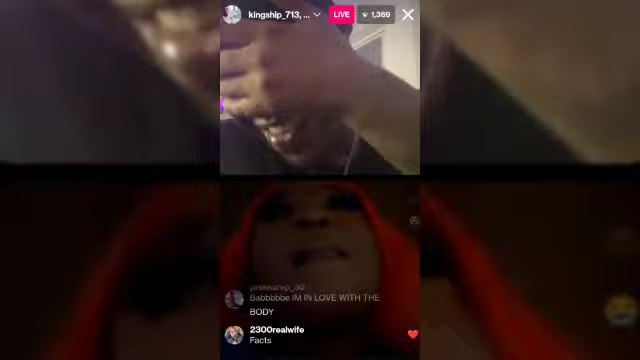 kingship_713, ...
LIVE
1,369
Babbbbbe IM IN LOVE WITH THE
BODY
2300realwife
Facts